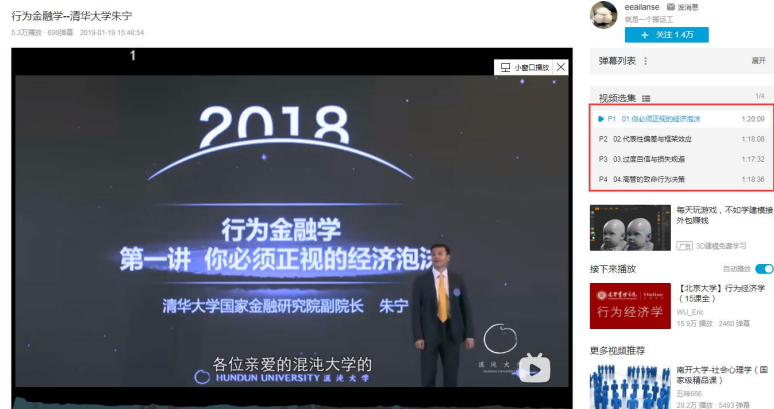 行为金融学--清华大学朱宁
5.3万播放 · 690弹幕 2019-01-19 15:48:54
1
小窗口播放
2018
行为金融学
第一讲 你必须正视的经济泡沫
清华大学国家金融研究院副院长 朱宁
各位亲爱的混沌大学的
HUNDUN UNIVERSITY 混沌大学
混沌大
eeailanse 发消息
就是一个搬运工
+ 关注 1.4万
弹幕列表
展开
视频选集
1/4
P1 01.你必须正视的经济泡沫 1:20:09
P2 02.代表性偏差与框架效应 1:18:08
P3 03.过度自信与损失规避 1:17:32
P4 04.高管的致命行为决策 1:18:36
每天玩游戏，不如学建模接
外包赚钱
广告 3D建模免费学习
接下来播放 自动播放
行为经济学
【北京大学】行为经济学
（15课全）
WU_Eric
15.9万 播放 · 2460 弹幕
更多视频推荐
南开大学-社会心理学（国
家级精品课）
五味666
28.2万 播放 · 5493 弹幕